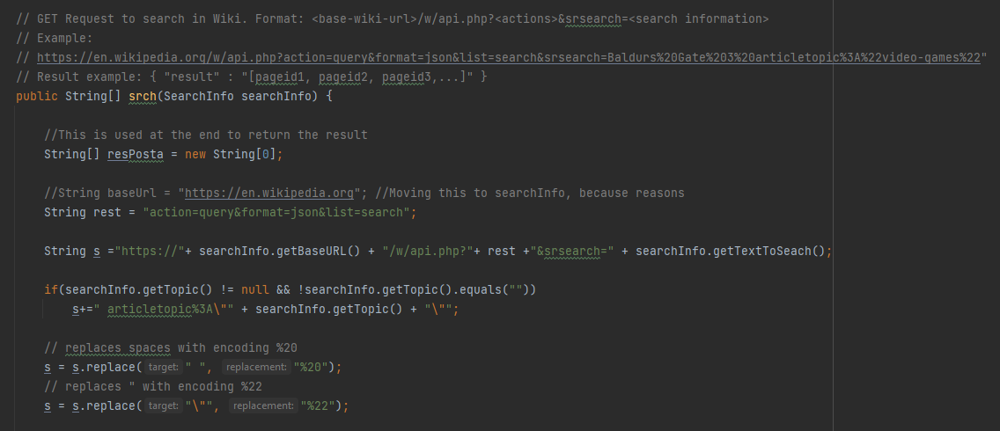 // GET Request to search in Wiki. Format: <base-wiki-url>/w/api.php?<actions>&srsearch=<search information>
// Example:
// https://en.wikipedia.org/w/api.php?action=query&format=json&list=search&srsearch=Baldurs%20Gate%203%20articletopic%3A%22video-games%22"
// Result example: { "result" : "[pageid1, pageid2, pageid3,...]" }
public String[] srch(SearchInfo searchInfo) {
//This is used at the end to return the result
String[] resPosta = new String[0];
//String baseUrl = "https://en.wikipedia.org"; //Moving this to searchInfo, because reasons
String rest = "action=query&format=json&list=search";
String s ="https://"+ searchInfo.getBaseURL() + "/w/api.php?"+ rest +"&srsearch=" + searchInfo.getTextToSeach();
if(searchInfo.getTopic() != null && !searchInfo.getTopic().equals(""))
s+=" articletopic%3A\"" + searchInfo.getTopic() + "\"";
// replaces spaces with encoding %20
s = s.replace( target: " ", replacement: "%20");
// replaces " with encoding %22
s = s.replace( target: "\"", replacement: "%22");